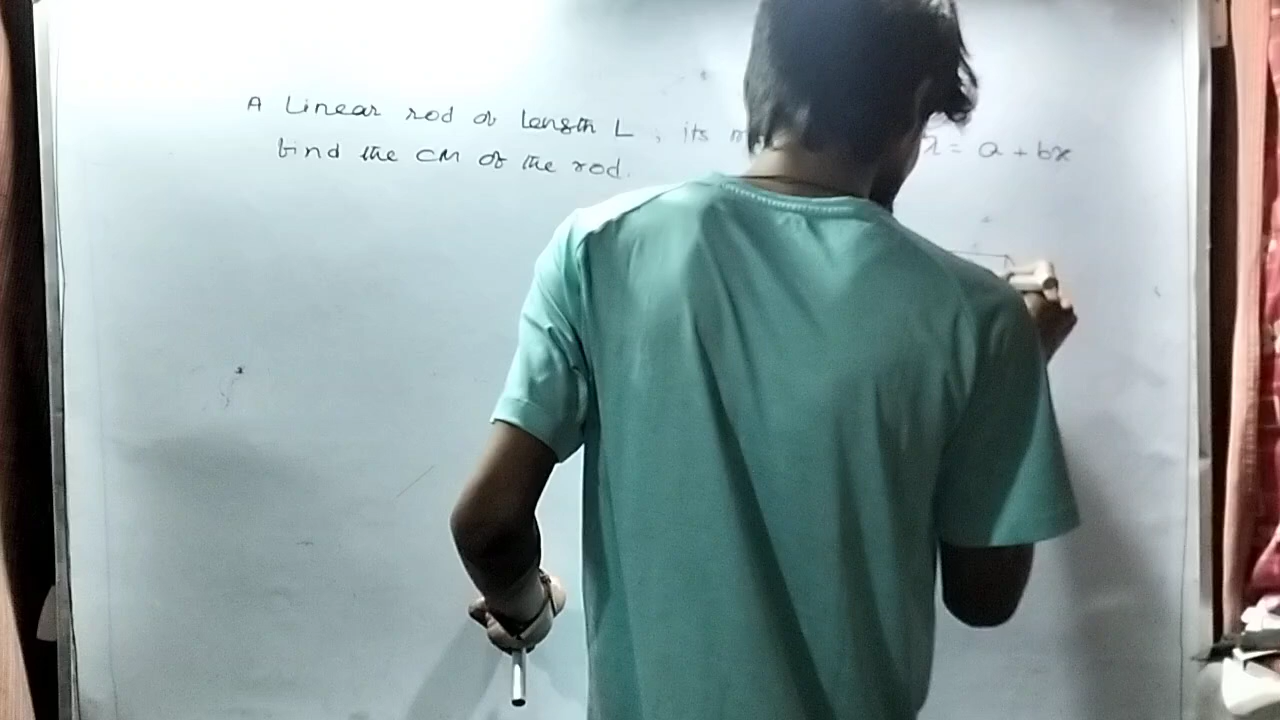 A Linear rod of length L , its λ = a + bx
find the CM of the rod.